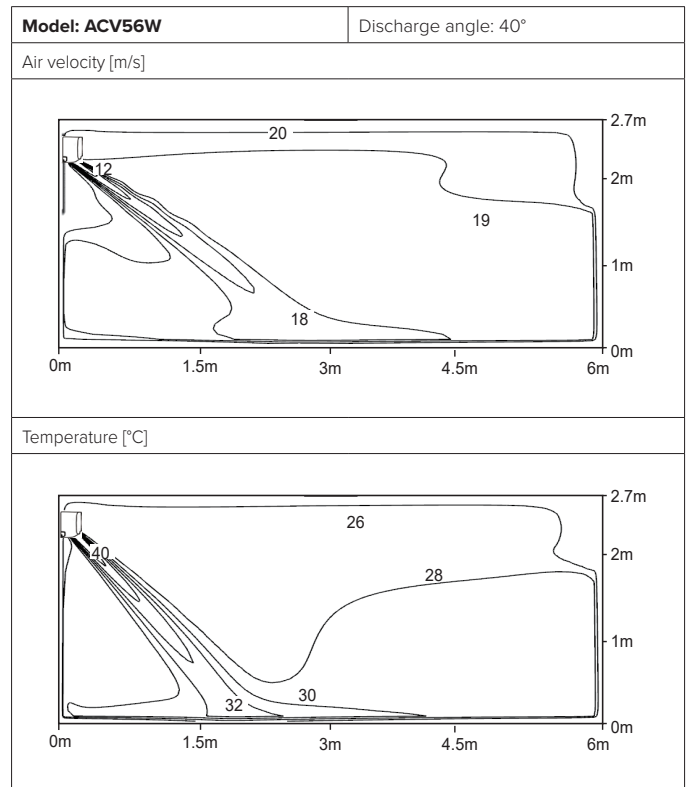 Model: ACV56W Discharge angle: 40°
Air velocity [m/s]
20
2.7m
12
2m
19
1m
18
0m
0m 1.5m 3m 4.5m 6m
Temperature [°C]
2.7m
26
40
2m
28
1m
30
32
0m
0m 1.5m 3m 4.5m 6m